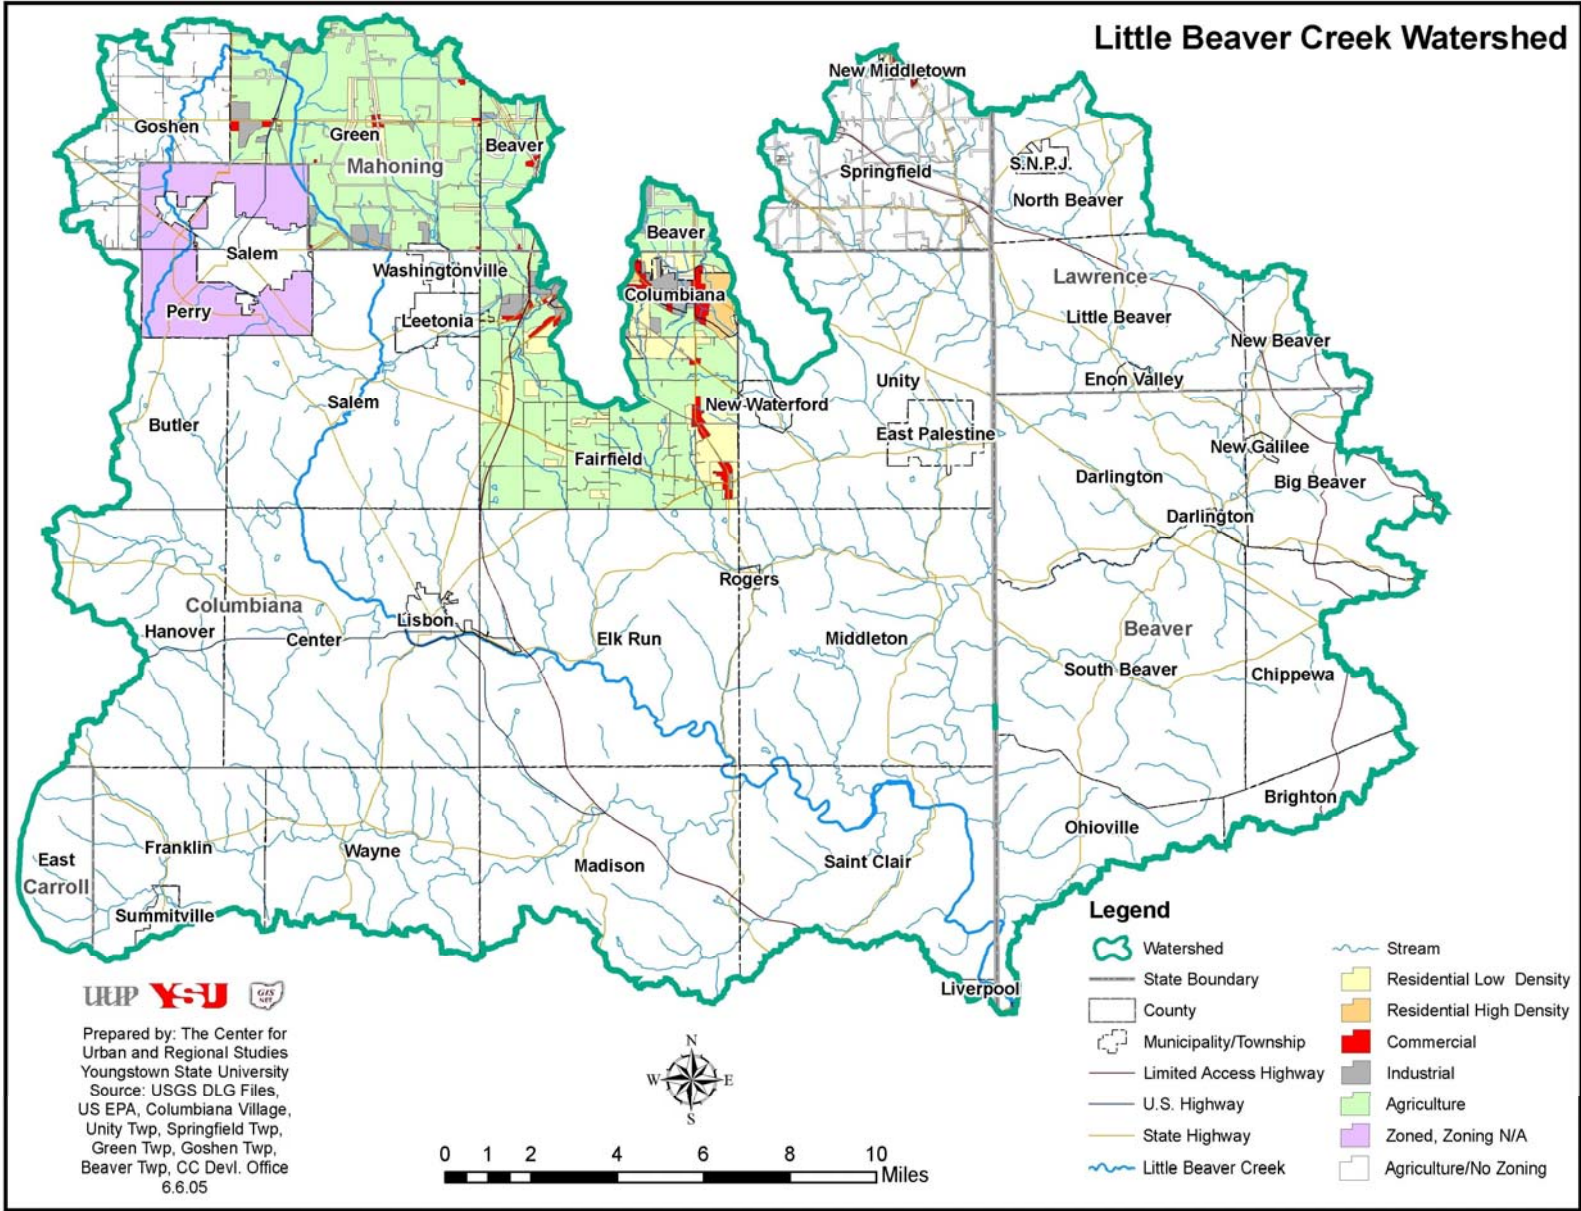 Little Beaver Creek Watershed
New Middletown
Goshen
Green
Beaver
Mahoning
Springfield
S.N.P.J.
North Beaver
Beaver
Salem
Washingtonville
Lawrence
Columbiana
Perry
Leetonia
Little Beaver
New Beaver
Unity
Enon Valley
Salem
New Waterford
Butler
East Palestine
New Galilee
Fairfield
Darlington
Big Beaver
Darlington
Rogers
Columbiana
Lisbon
Hanover
Center
Elk Run
Middleton
Beaver
South Beaver
Chippewa
Brighton
Ohioville
Franklin
Wayne
East
Carroll
Madison
Saint Clair
Summitville
Liverpool
Legend
Watershed
State Boundary
County
Municipality/Township
Limited Access Highway
U.S. Highway
State Highway
Little Beaver Creek
Stream
Residential Low Density
Residential High Density
Commercial
Industrial
Agriculture
Zoned, Zoning N/A
Agriculture/No Zoning
UUP YSU GIS NET
Prepared by: The Center for
Urban and Regional Studies
Youngstown State University
Source: USGS DLG Files,
US EPA, Columbiana Village,
Unity Twp, Springfield Twp,
Green Twp, Goshen Twp,
Beaver Twp, CC Devl. Office
6.6.05
N
W E
S
0 1 2 4 6 8 10
Miles